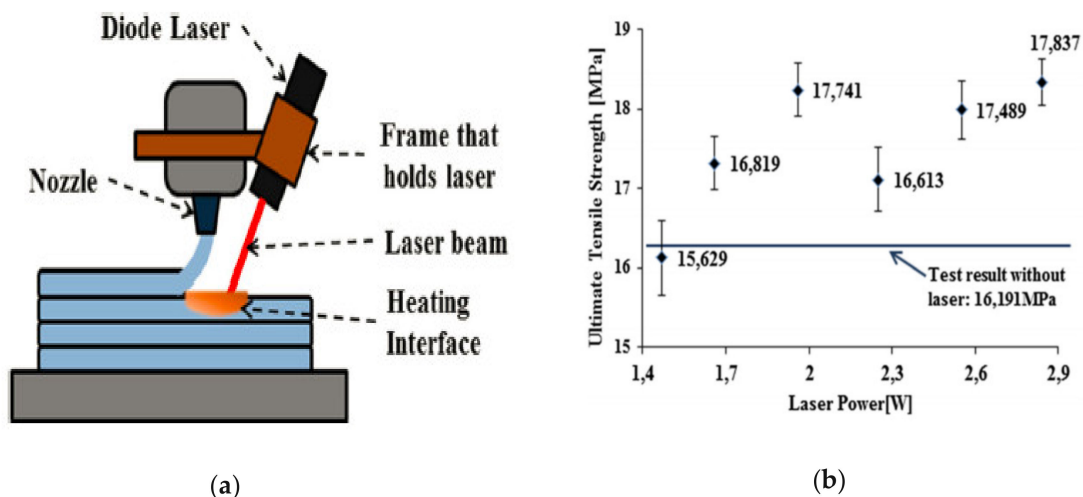 Diode Laser
Frame that
holds laser
Nozzle
Laser beam
Heating
Interface
(a)
Ultimate Tensile Strength [MPa]
19
18
17
16
15
17,837
17,741
17,489
16,819
16,613
15,629
Test result without
laser: 16,191MPa
1,4
1,7
2
2,3
2,6
2,9
Laser Power[W]
(b)